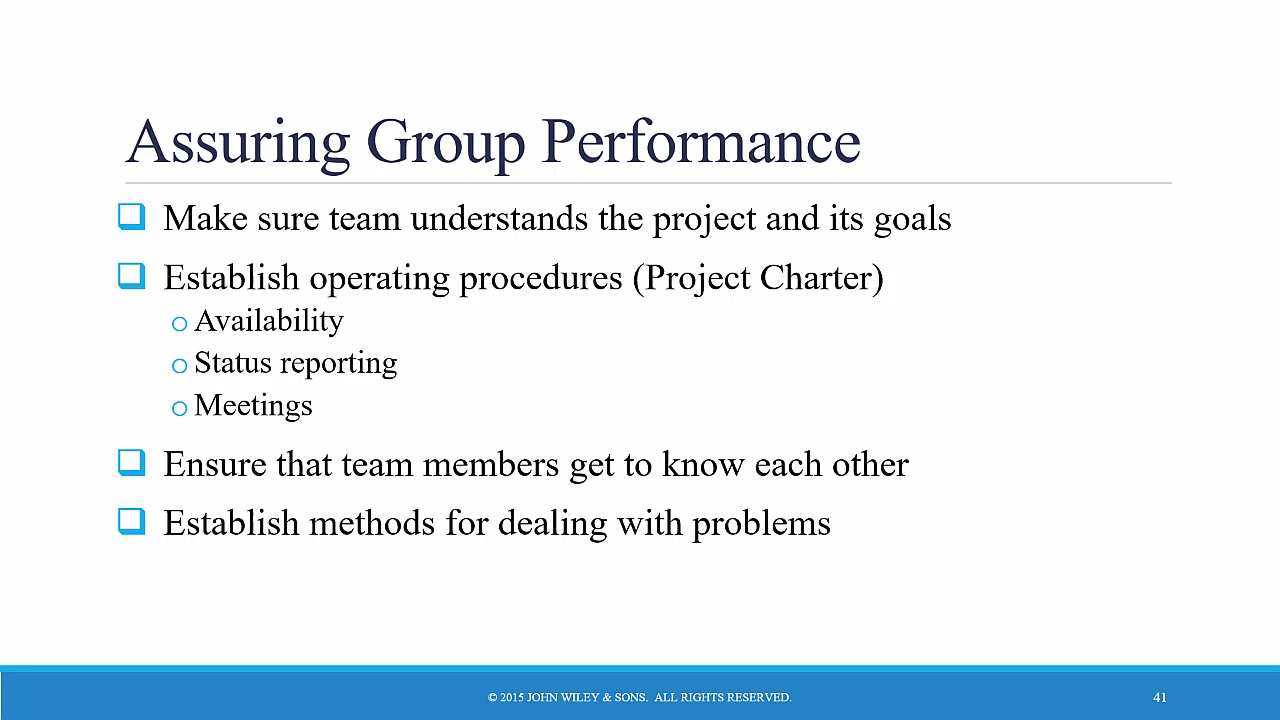 Assuring Group Performance
Make sure team understands the project and its goals
Establish operating procedures (Project Charter)
Availability
Status reporting
Meetings
Ensure that team members get to know each other
Establish methods for dealing with problems
© 2015 JOHN WILEY & SONS. ALL RIGHTS RESERVED.
41